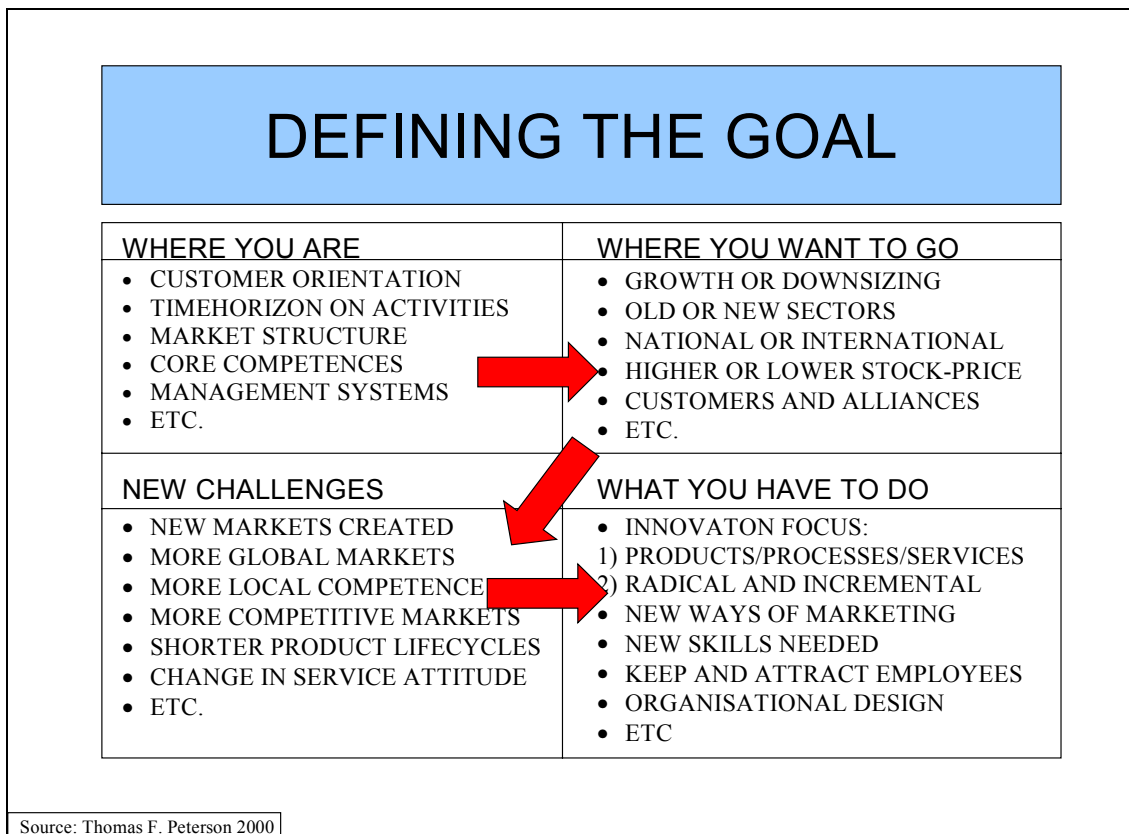 DEFINING THE GOAL
WHERE YOU ARE
• CUSTOMER ORIENTATION
• TIMEHORIZON ON ACTIVITIES
• MARKET STRUCTURE
• CORE COMPETENCES
• MANAGEMENT SYSTEMS
• ETC.
WHERE YOU WANT TO GO
• GROWTH OR DOWNSIZING
• OLD OR NEW SECTORS
• NATIONAL OR INTERNATIONAL
• HIGHER OR LOWER STOCK-PRICE
• CUSTOMERS AND ALLIANCES
• ETC.
NEW CHALLENGES
• NEW MARKETS CREATED
• MORE GLOBAL MARKETS
• MORE LOCAL COMPETENCE
• MORE COMPETITIVE MARKETS
• SHORTER PRODUCT LIFECYCLES
• CHANGE IN SERVICE ATTITUDE
• ETC.
WHAT YOU HAVE TO DO
• INNOVATON FOCUS:
1) PRODUCTS/PROCESSES/SERVICES
2) RADICAL AND INCREMENTAL
• NEW WAYS OF MARKETING
• NEW SKILLS NEEDED
• KEEP AND ATTRACT EMPLOYEES
• ORGANISATIONAL DESIGN
• ETC
Source: Thomas F. Peterson 2000